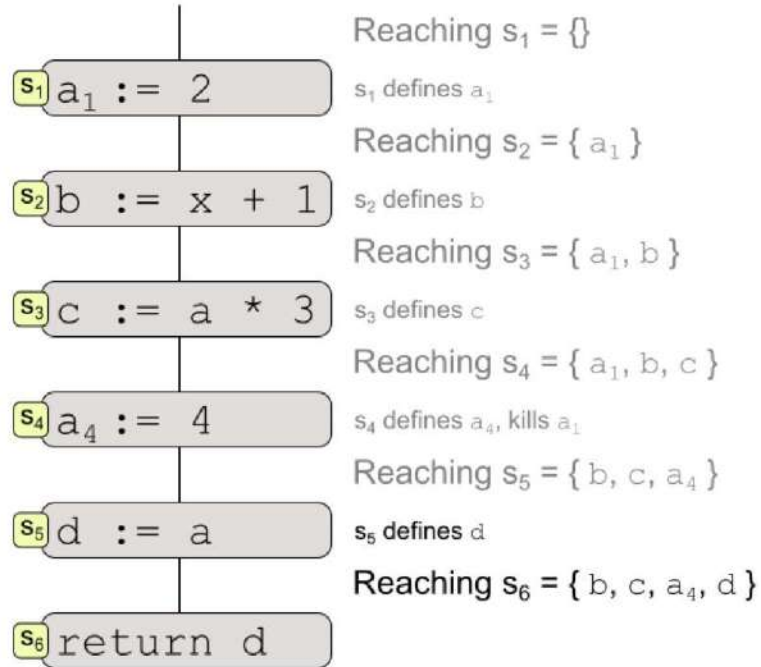 Reaching s₁ = {}
s₁ a₁ := 2 s₁ defines a₁
Reaching s₂ = { a₁ }
s₂ b := x + 1 s₂ defines b
Reaching s₃ = { a₁, b }
s₃ c := a * 3 s₃ defines c
Reaching s₄ = { a₁, b, c }
s₄ a₄ := 4 s₄ defines a₄, kills a₁
Reaching s₅ = { b, c, a₄ }
s₅ d := a s₅ defines d
Reaching s₆ = { b, c, a₄, d }
s₆ return d